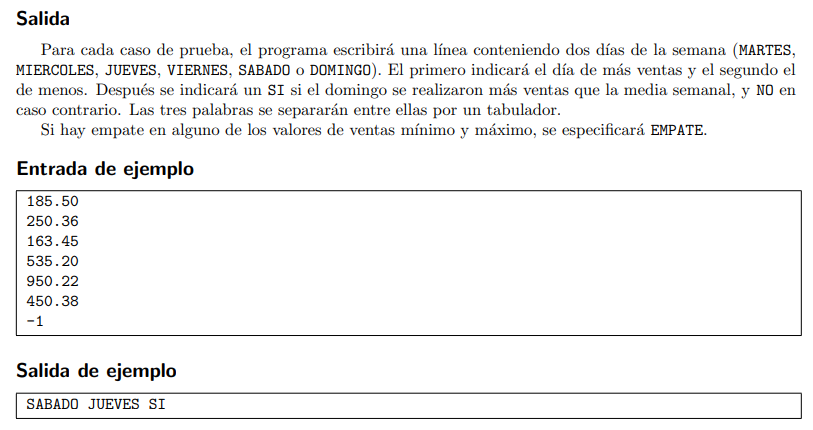 Salida
Para cada caso de prueba, el programa escribirá una línea conteniendo dos días de la semana (MARTES,
MIERCOLES, JUEVES, VIERNES, SABADO o DOMINGO). El primero indicará el día de más ventas y el segundo el
de menos. Después se indicará un SI si el domingo se realizaron más ventas que la media semanal, y NO en
caso contrario. Las tres palabras se separarán entre ellas por un tabulador.
Si hay empate en alguno de los valores de ventas mínimo y máximo, se especificará EMPATE.
Entrada de ejemplo
185.50
250.36
163.45
535.20
950.22
450.38
-1
Salida de ejemplo
SABADO JUEVES SI